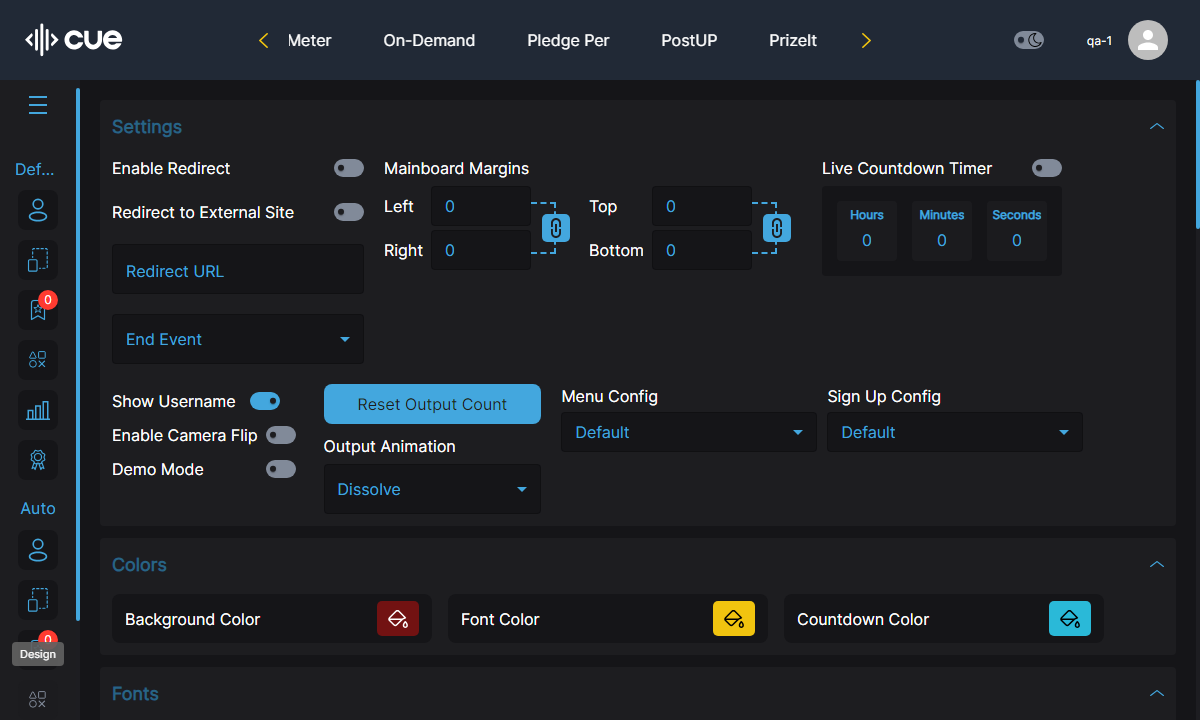 cue
Meter
On-Demand
Pledge Per
PostUP
PrizeIt
qa-1
Def...
0
Auto
0
Design
Settings
Enable Redirect
Redirect to External Site
Redirect URL
End Event
Mainboard Margins
Left
0
Right
0
Top
0
Bottom
0
Live Countdown Timer
Hours
Minutes
Seconds
0
0
0
Show Username
Enable Camera Flip
Demo Mode
Reset Output Count
Output Animation
Dissolve
Menu Config
Default
Sign Up Config
Default
Colors
Background Color
Font Color
Countdown Color
Fonts